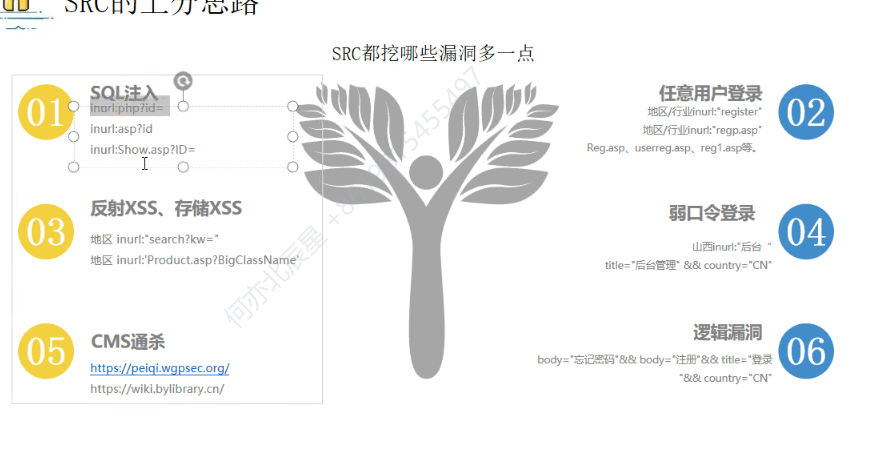 SRC的上分思路
SRC都挖哪些漏洞多一点
01
SQL注入
inurl:php?id=
inurl:asp?id
inurl:Show.asp?ID=
02
任意用户登录
地区/行业inurl:"register"
地区/行业inurl:"regp.asp"
Reg.asp、userreg.asp、reg1.asp等。
03
反射XSS、存储XSS
地区 inurl:"search?kw="
地区 inurl:'Product.asp?BigClassName'
04
弱口令登录
山西inurl:"后台 "
title="后台管理" && country="CN"
05
CMS通杀
https://peiqi.wgpsec.org/
https://wiki.bylibrary.cn/
06
逻辑漏洞
body="忘记密码"&& body="注册"&& title="登录
"&& country="CN"
何亦北辰星
5455497